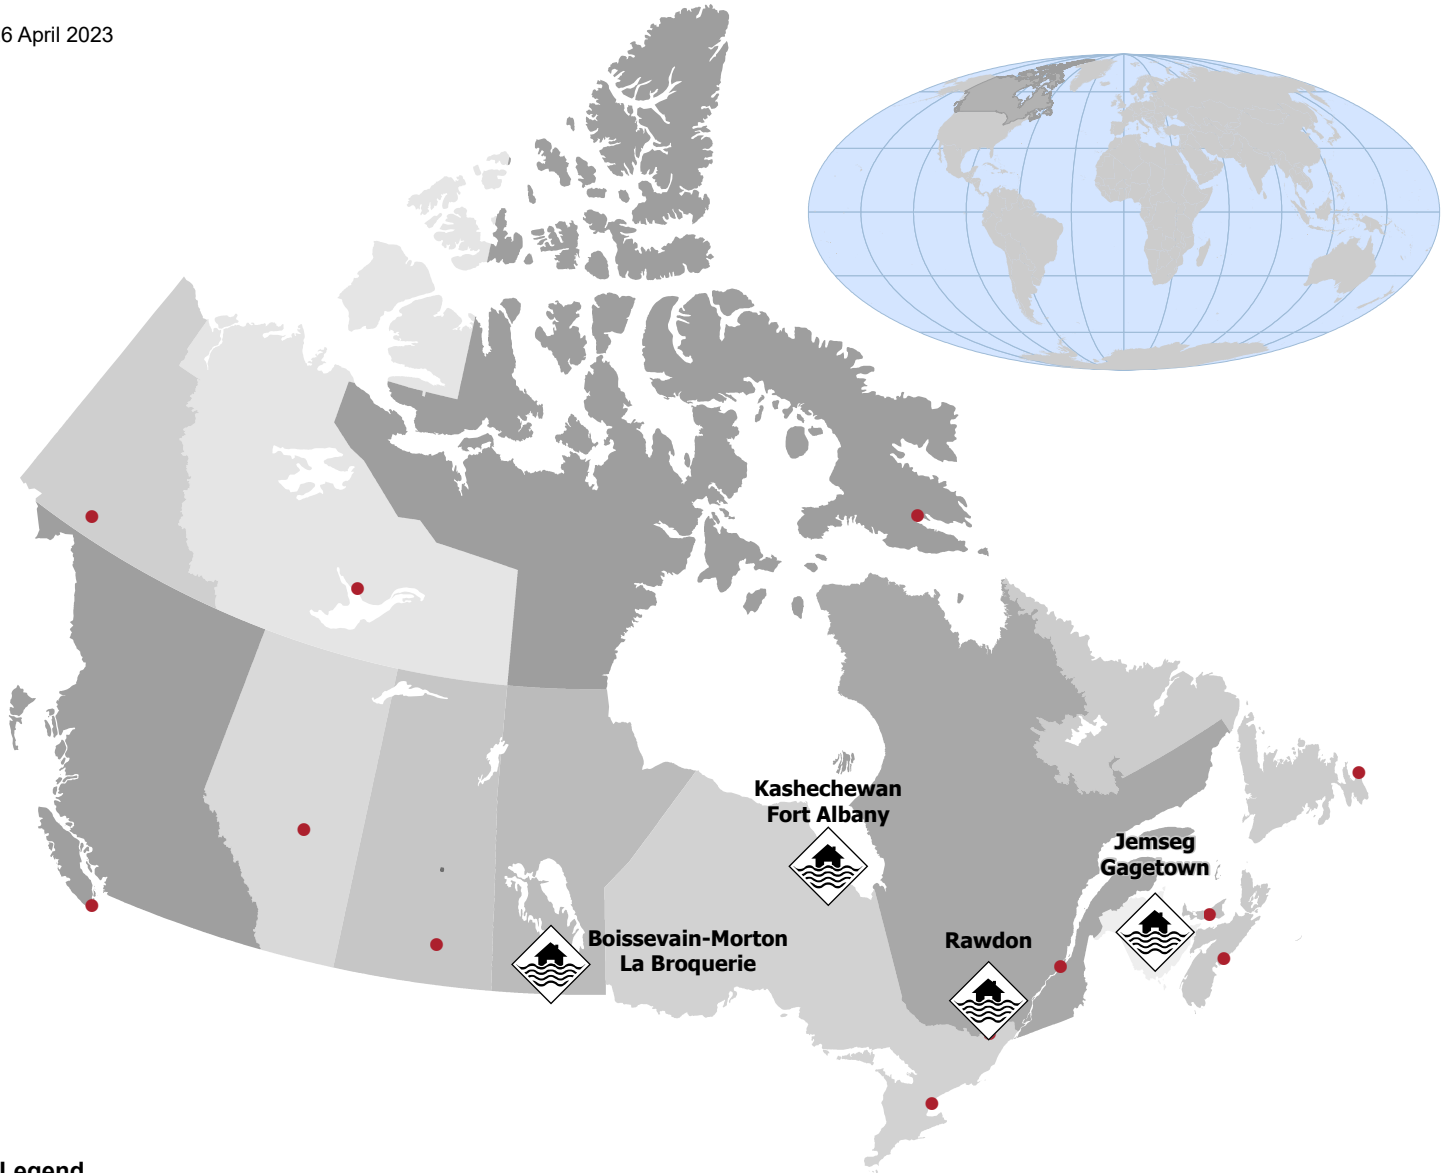 6 April 2023
Kashechewan
Fort Albany
Jemseg
Gagetown
Boissevain-Morton
La Broquerie
Rawdon
Legend